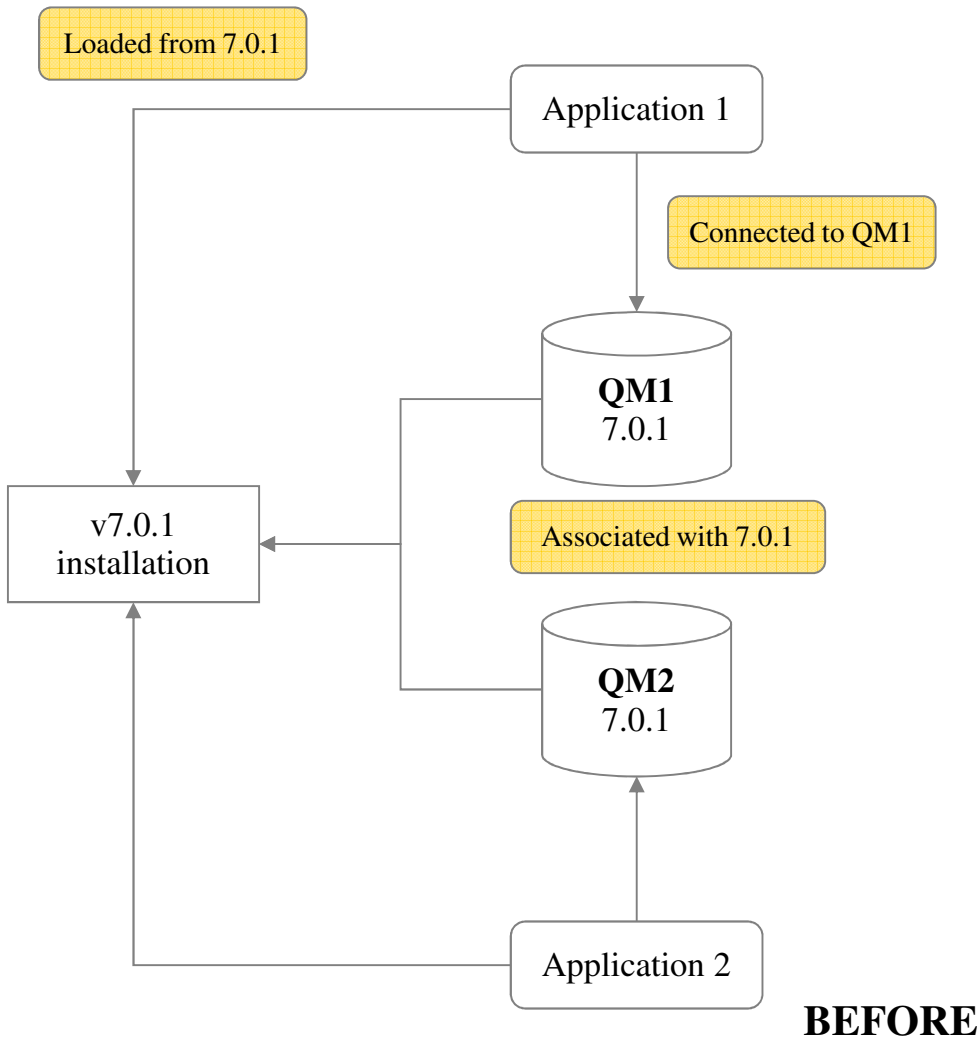 Loaded from 7.0.1
Application 1
Connected to QM1
QM1
7.0.1
v7.0.1
installation
Associated with 7.0.1
QM2
7.0.1
Application 2
BEFORE